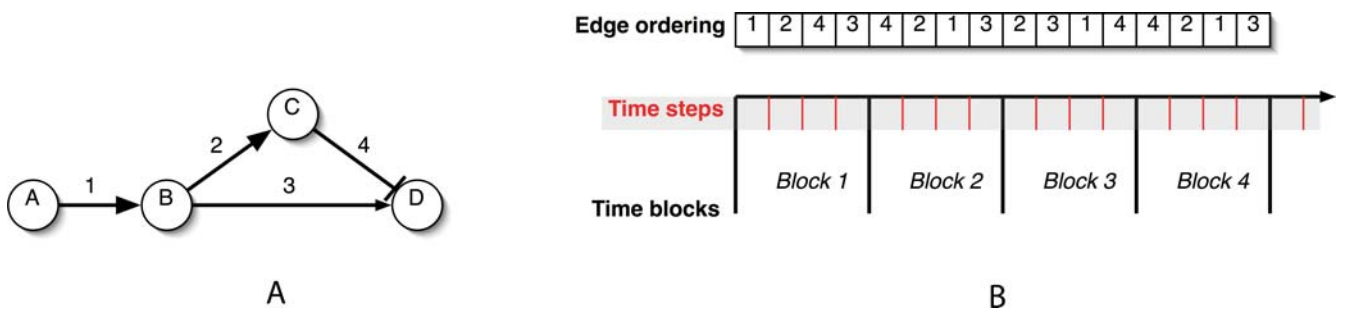 Edge ordering 1 2 4 3 4 2 1 3 2 3 1 4 4 2 1 3
C
2 4
Time steps
A 1 B 3 D
Block 1 Block 2 Block 3 Block 4
Time blocks
A B